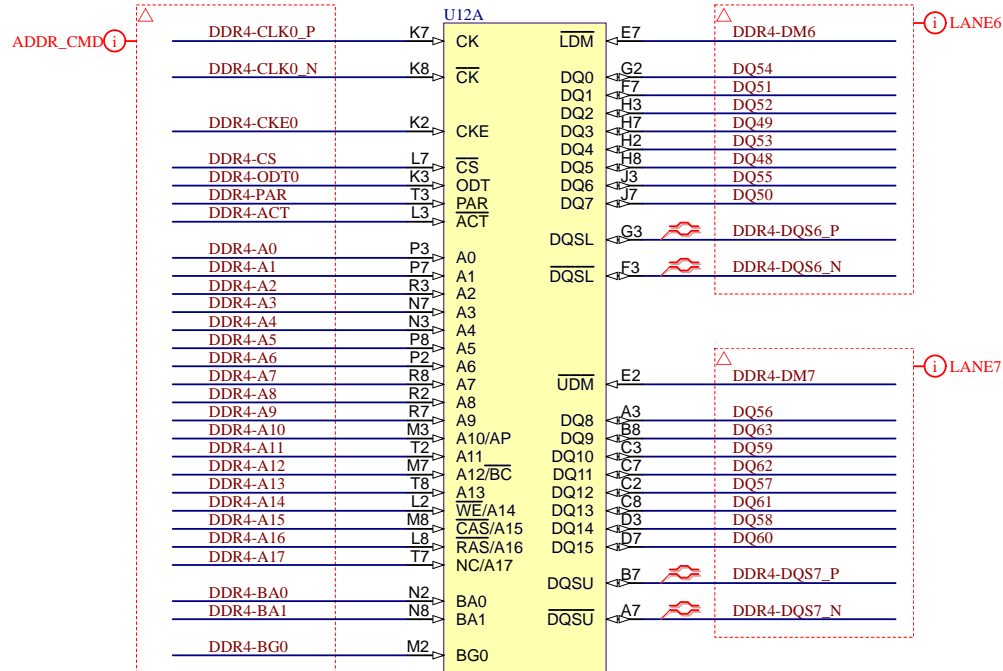 U12A
ADDR_CMD i
i LANE6
DDR4-CLK0_P K7 CK
LDM E7 DDR4-DM6
DDR4-CLK0_N K8 CK
DQ0 G2 DQ54
DQ1 F7 DQ51
DQ2 H3 DQ52
DDR4-CKE0 K2 CKE
DQ3 H7 DQ49
DQ4 H2 DQ53
DDR4-CS L7 CS
DQ5 H8 DQ48
DDR4-ODT0 K3 ODT
DQ6 J3 DQ55
DDR4-PAR T3 PAR
DQ7 J7 DQ50
DDR4-ACT L3 ACT
DQSL G3 DDR4-DQS6_P
DDR4-A0 P3 A0
DDR4-A1 P7 A1
DQSL F3 DDR4-DQS6_N
DDR4-A2 R3 A2
DDR4-A3 N7 A3
DDR4-A4 N3 A4
DDR4-A5 P8 A5
DDR4-A6 P2 A6
i LANE7
DDR4-A7 R8 A7
UDM E2 DDR4-DM7
DDR4-A8 R2 A8
DDR4-A9 R7 A9
DQ8 A3 DQ56
DDR4-A10 M3 A10/AP
DQ9 B8 DQ63
DDR4-A11 T2 A11
DQ10 C3 DQ59
DDR4-A12 M7 A12/BC
DQ11 C7 DQ62
DDR4-A13 T8 A13
DQ12 C2 DQ57
DDR4-A14 L2 WE/A14
DQ13 C8 DQ61
DDR4-A15 M8 CAS/A15
DQ14 D3 DQ58
DDR4-A16 L8 RAS/A16
DQ15 D7 DQ60
DDR4-A17 T7 NC/A17
DQSU B7 DDR4-DQS7_P
DDR4-BA0 N2 BA0
DDR4-BA1 N8 BA1
DQSU A7 DDR4-DQS7_N
DDR4-BG0 M2 BG0